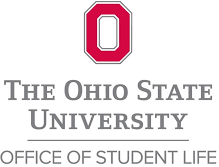 THE OHIO STATE
UNIVERSITY
OFFICE OF STUDENT LIFE